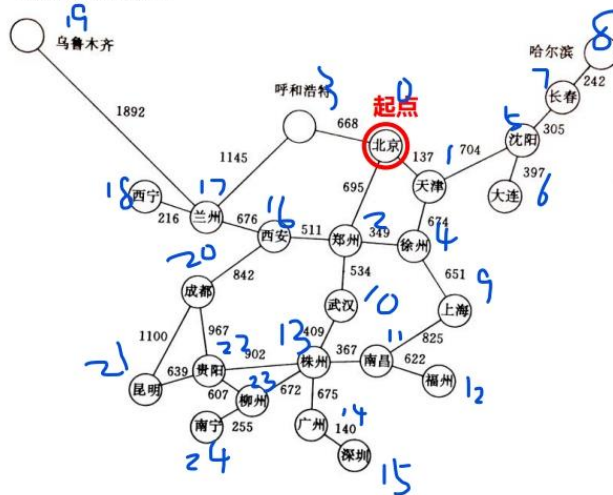 19
乌鲁木齐
哈尔滨
8
242
7
长春
呼和浩特
3
起点
0
1892
668
北京
5
305
沈阳
704
137
1
天津
397
大连
6
1145
695
18
西宁
17
216
兰州
676
16
西安
511
郑州
2
349
674
徐州
4
651
20
842
534
9
成都
武汉
10
上海
1100
967
13
409
11
825
21
22
639
贵阳
902
株州
367
南昌
622
昆明
607
23
柳州
672
675
福州
12
南宁
255
广州
14
140
24
深圳
15